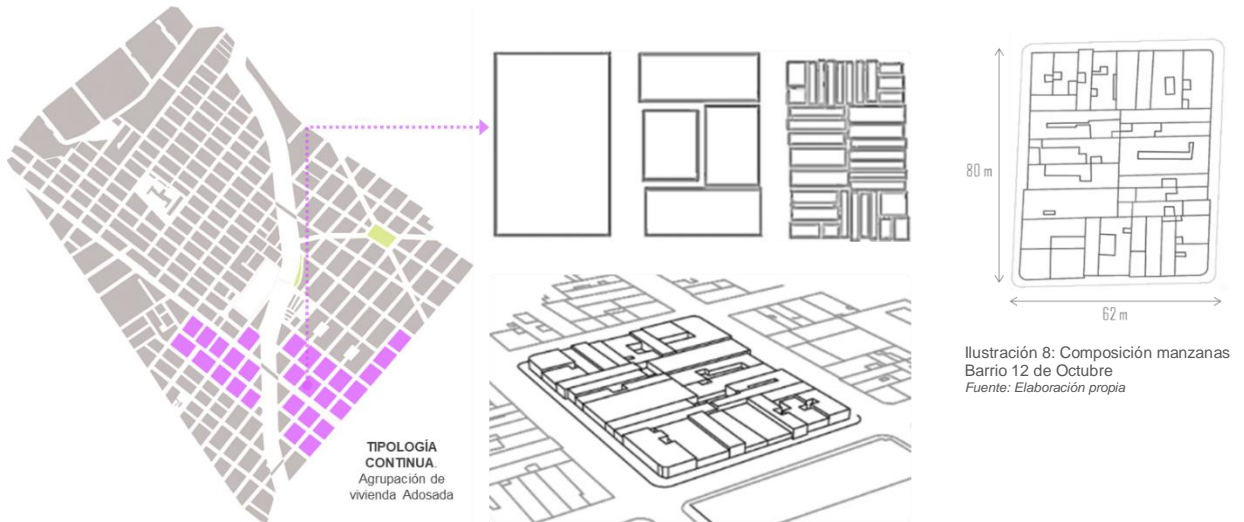 TIPOLOGÍA
CONTINUA.
Agrupación de
vivienda Adosada
80 m
62 m
Ilustración 8: Composición manzanas
Barrio 12 de Octubre
Fuente: Elaboración propia